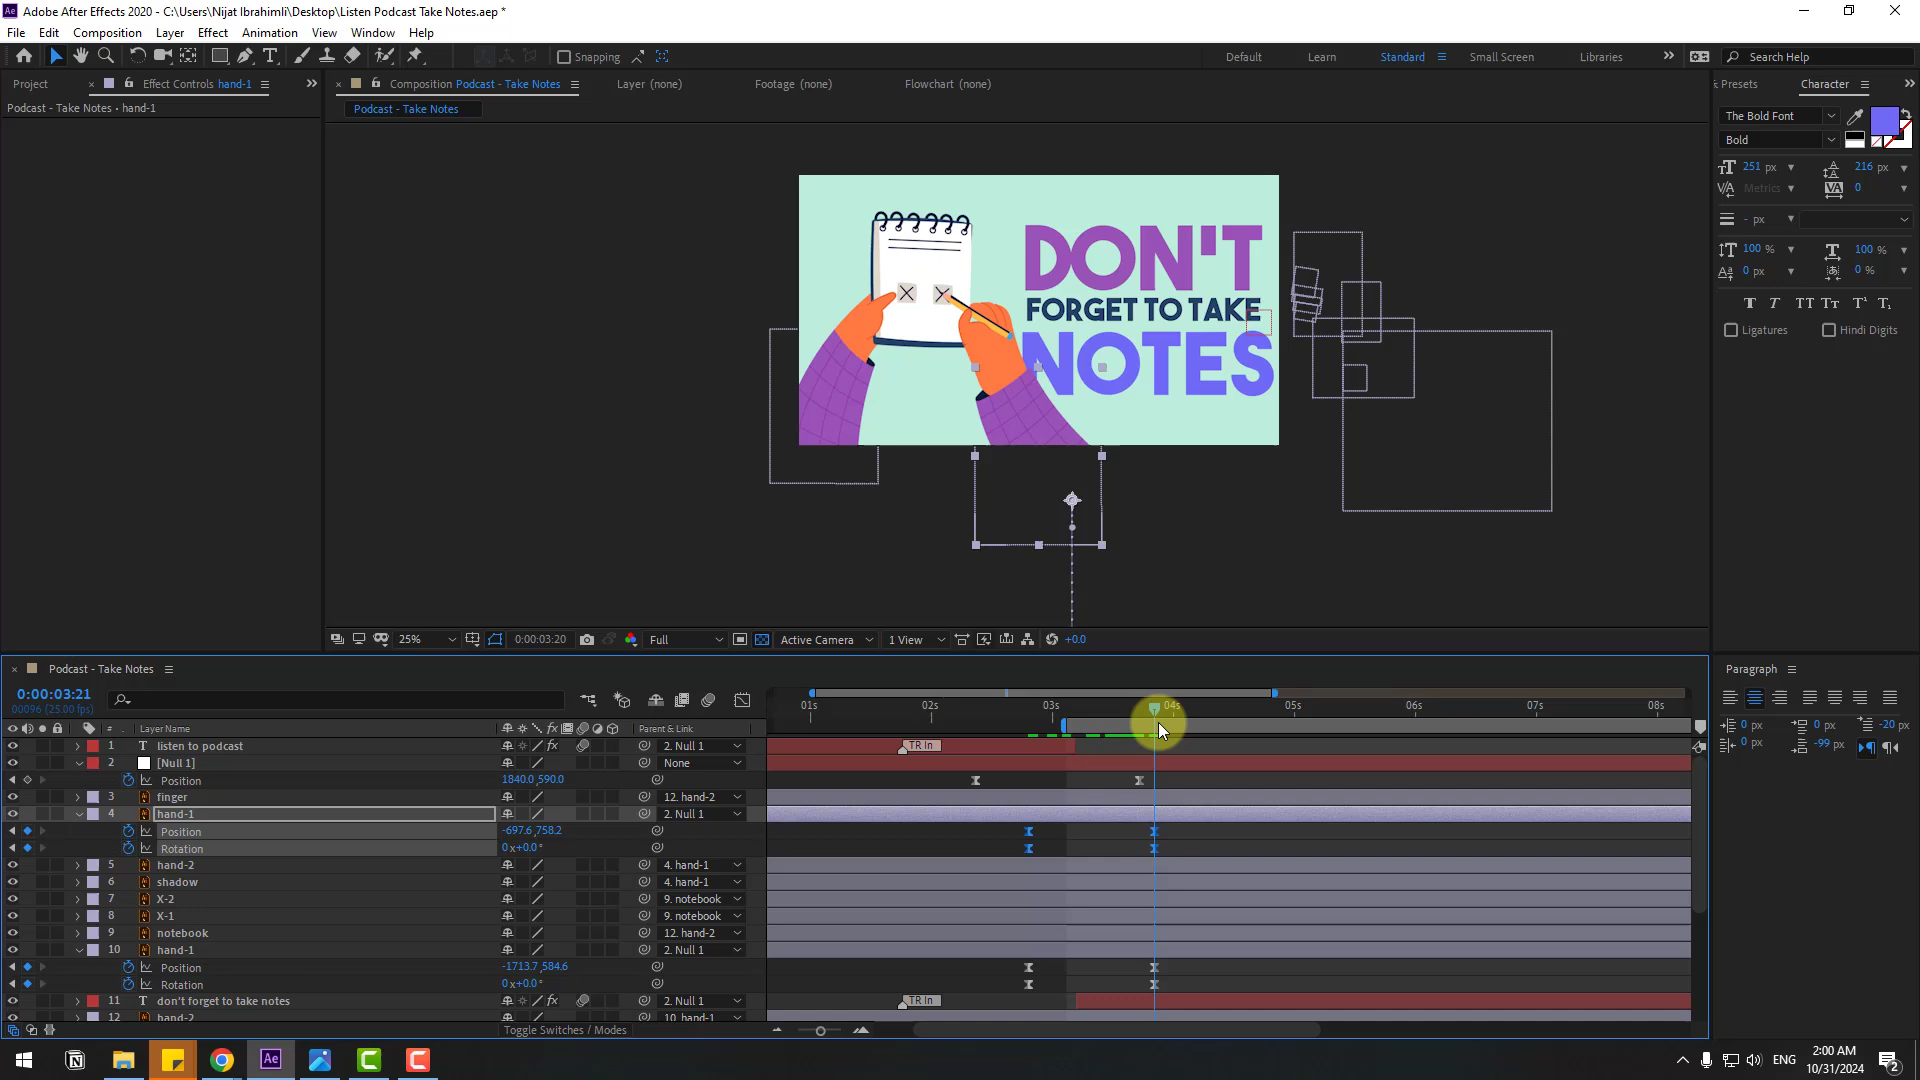 Adobe After Effects 2020 - C:\Users\Nijat Ibrahimli\Desktop\Listen Podcast Take Notes.aep *
File Edit Composition Layer Effect Animation View Window Help
Snapping
Default Learn Standard Small Screen Libraries Search Help
Project Effect Controls hand-1 Composition Podcast - Take Notes Layer (none) Footage (none) Flowchart (none) Presets Character
Podcast - Take Notes • hand-1
Podcast - Take Notes
The Bold Font
Bold
251 px 216 px
Metrics 0
- px
100 % 100 %
0 px 0 %
T T TT Tт T¹ T₁
Ligatures Hindi Digits
DON'T
FORGET TO TAKE
NOTES
25% 0:00:03:20 Full Active Camera 1 View +0.0
Podcast - Take Notes
Paragraph
0:00:03:21
00096 (25.00 fps)
01s 02s 03s 04s 05s 06s 07s 08s
0 px 0 px -20 px
0 px -99 px
# Layer Name Parent & Link
1 T listen to podcast fx 2. Null 1 TR In
2 [Null 1] None
Position 1840.0,590.0
3 finger 12. hand-2
4 hand-1 2. Null 1
Position -697.6,758.2
Rotation 0x+0.0°
5 hand-2 4. hand-1
6 shadow 4. hand-1
7 X-2 9. notebook
8 X-1 9. notebook
9 notebook 12. hand-2
10 hand-1 2. Null 1
Position -1713.7,584.6
Rotation 0x+0.0°
11 T don't forget to take notes fx 2. Null 1 TR In
12 hand-2 10. hand-1
Toggle Switches / Modes
ENG
2:00 AM
10/31/2024
2